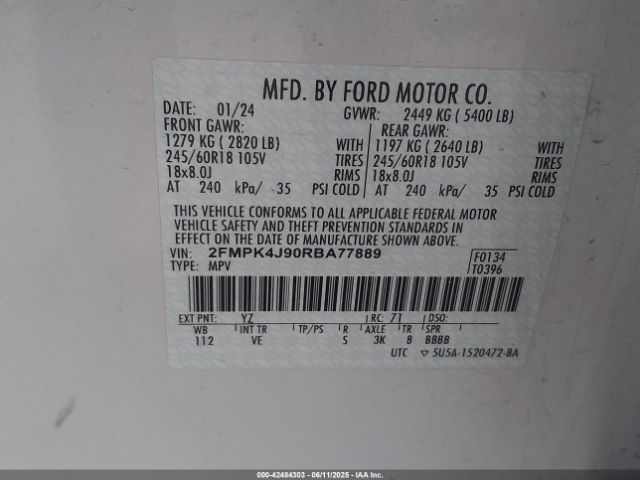 MFD. BY FORD MOTOR CO.
DATE: 01/24 GVWR: 2449 KG ( 5400 LB)
FRONT GAWR: REAR GAWR:
1279 KG ( 2820 LB) WITH 1197 KG ( 2640 LB) WITH
245/60R18 105V TIRES 245/60R18 105V TIRES
18x8.0J RIMS 18x8.0J RIMS
AT 240 kPa/ 35 PSI COLD AT 240 kPa/ 35 PSI COLD
THIS VEHICLE CONFORMS TO ALL APPLICABLE FEDERAL MOTOR
VEHICLE SAFETY AND THEFT PREVENTION STANDARDS IN
EFFECT ON THE DATE OF MANUFACTURE SHOWN ABOVE.
VIN: 2FMPK4J90RBA77889 F0134
TYPE: MPV T0396
EXT PNT: YZ RC: 71 DSO:
WB INT TR TP/PS R AXLE TR SPR
112 VE S 3K 8 BBBB
UTC ▽ 5U5A-1520472-BA
000-42484303 - 06/11/2025 - IAAI.com